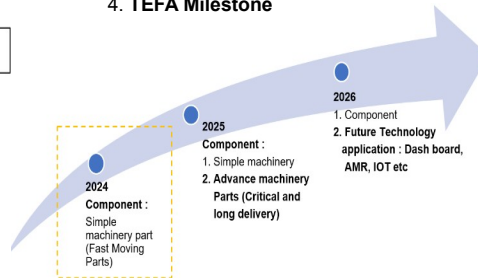 4. TEFA Milestone
2024
Component :
Simple
machinery part
(Fast Moving
Parts)
2025
Component :
1. Simple machinery
2. Advance machinery
Parts (Critical and
long delivery)
2026
1. Component
2. Future Technology
application : Dash board,
AMR, IOT etc